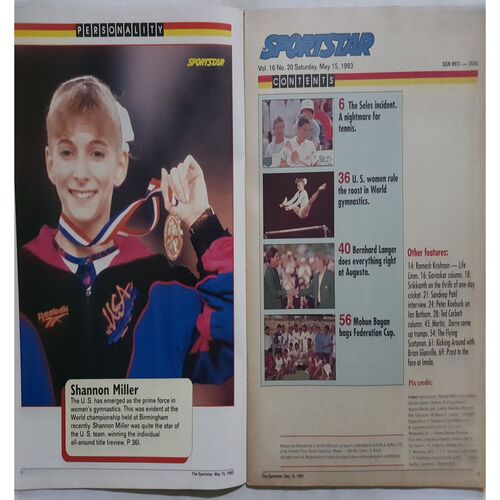 PERSONALITY
SPORTSTAR
Reebok
USA
Shannon Miller
The U.S. has emerged as the prime force in
women's gymnastics. This was evident at the
World championship held at Birmingham
recently. Shannon Miller was quite the star of
the U.S. team, winning the individual
all-around title (review, P 36).
The Sportstar, May 15, 1993
SPORTSTAR
Vol. 16 No. 20 Saturday, May 15, 1993
ISSN 0971 —
CONTENTS
6 The Seles incident.
A nightmare for
tennis.
36 U.S. women rule
the roost in World
gymnastics.
40 Bernhard Langer
does everything right
at Augusta.
56 Mohun Bagan
bags Federation Cup.
Other features:
14: Ramesh Krishnan — Life
Lines. 16: Gavaskar column. 18:
Srikkanth on the thrills of one-day
cricket. 21: Sandeep Patil
interview. 24: Peter Roebuck on
Ian Botham. 28: Ted Corbett
column. 45: Martin, Dorre come
up trumps. 54: The Flying
Scotsman. 61: Kicking Around with
Brian Glanville. 69: Prost to the
fore at Imola.
Pix credit:
The Sportstar, May 15, 1993